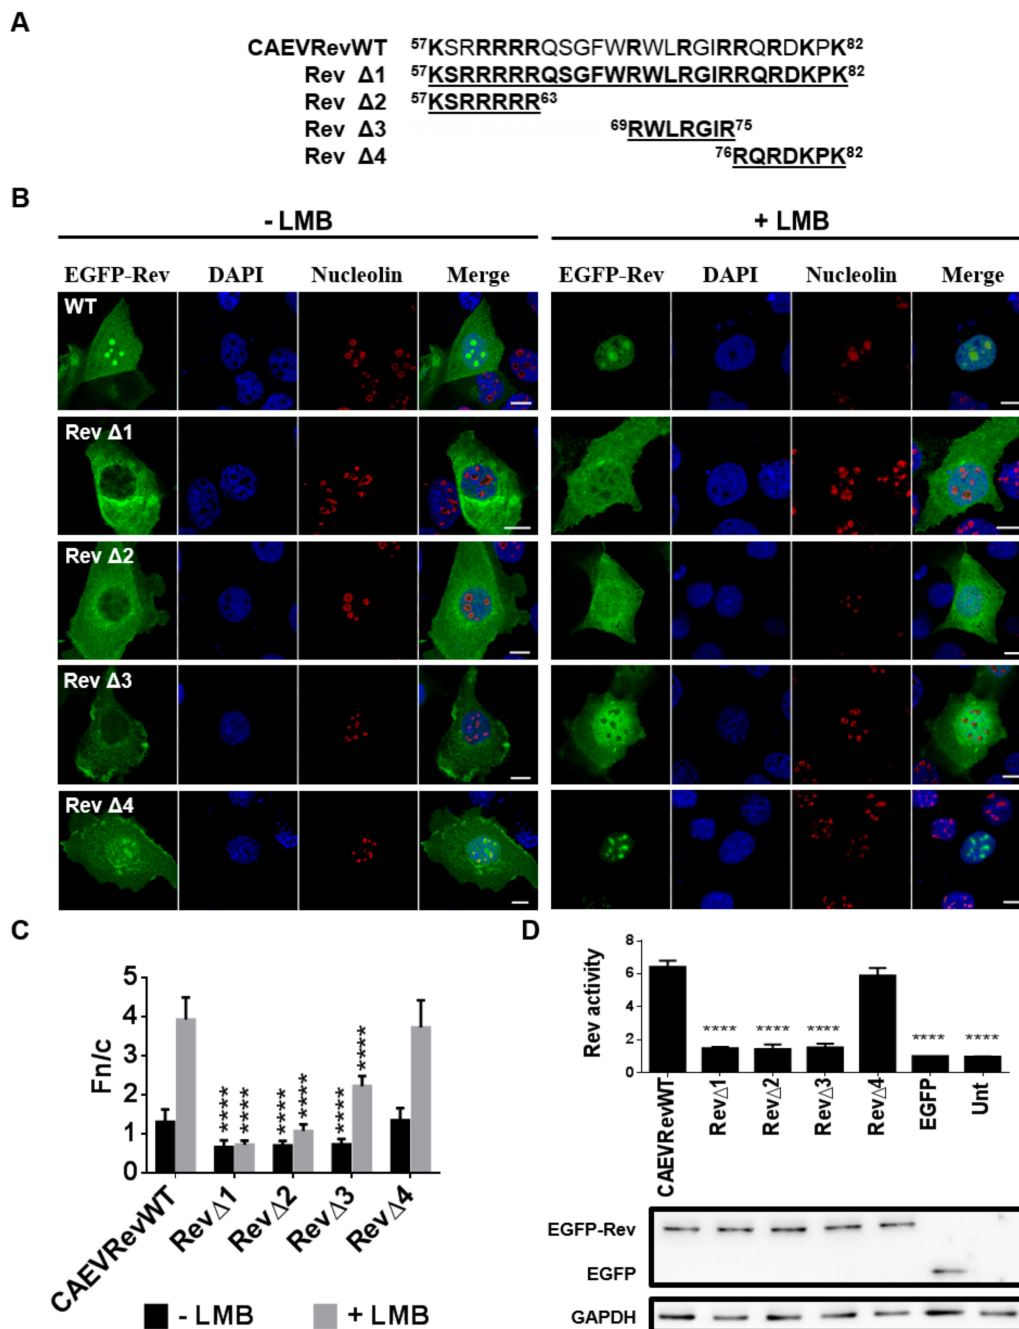 A
CAEVRevWT ⁵⁷KSRRRRRQSGFWRWLRGIRRQRDKPK⁸²
Rev Δ1 ⁵⁷KSRRRRRQSGFWRWLRGIRRQRDKPK⁸²
Rev Δ2 ⁵⁷KSRRRRR⁶³
Rev Δ3 ⁶⁹RWLRGIR⁷⁵
Rev Δ4 ⁷⁶RQRDKPK⁸²
B
- LMB + LMB
EGFP-Rev DAPI Nucleolin Merge EGFP-Rev DAPI Nucleolin Merge
WT
Rev Δ1
Rev Δ2
Rev Δ3
Rev Δ4
C
Fn/c
5
4
3
2
1
0
**** **** **** **** **** ****
CAEVRevWT RevΔ1 RevΔ2 RevΔ3 RevΔ4
- LMB + LMB
D
Rev activity
8
6
4
2
0
**** **** **** **** ****
CAEVRevWT RevΔ1 RevΔ2 RevΔ3 RevΔ4 EGFP Unt
EGFP-Rev
EGFP
GAPDH